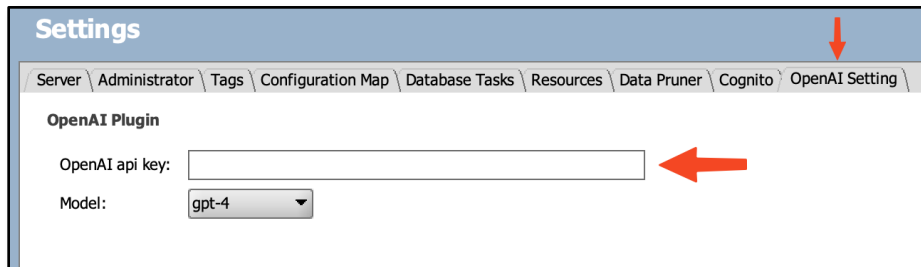 Settings
Server Administrator Tags Configuration Map Database Tasks Resources Data Pruner Cognito OpenAI Setting
OpenAI Plugin
OpenAI api key:
Model: gpt-4